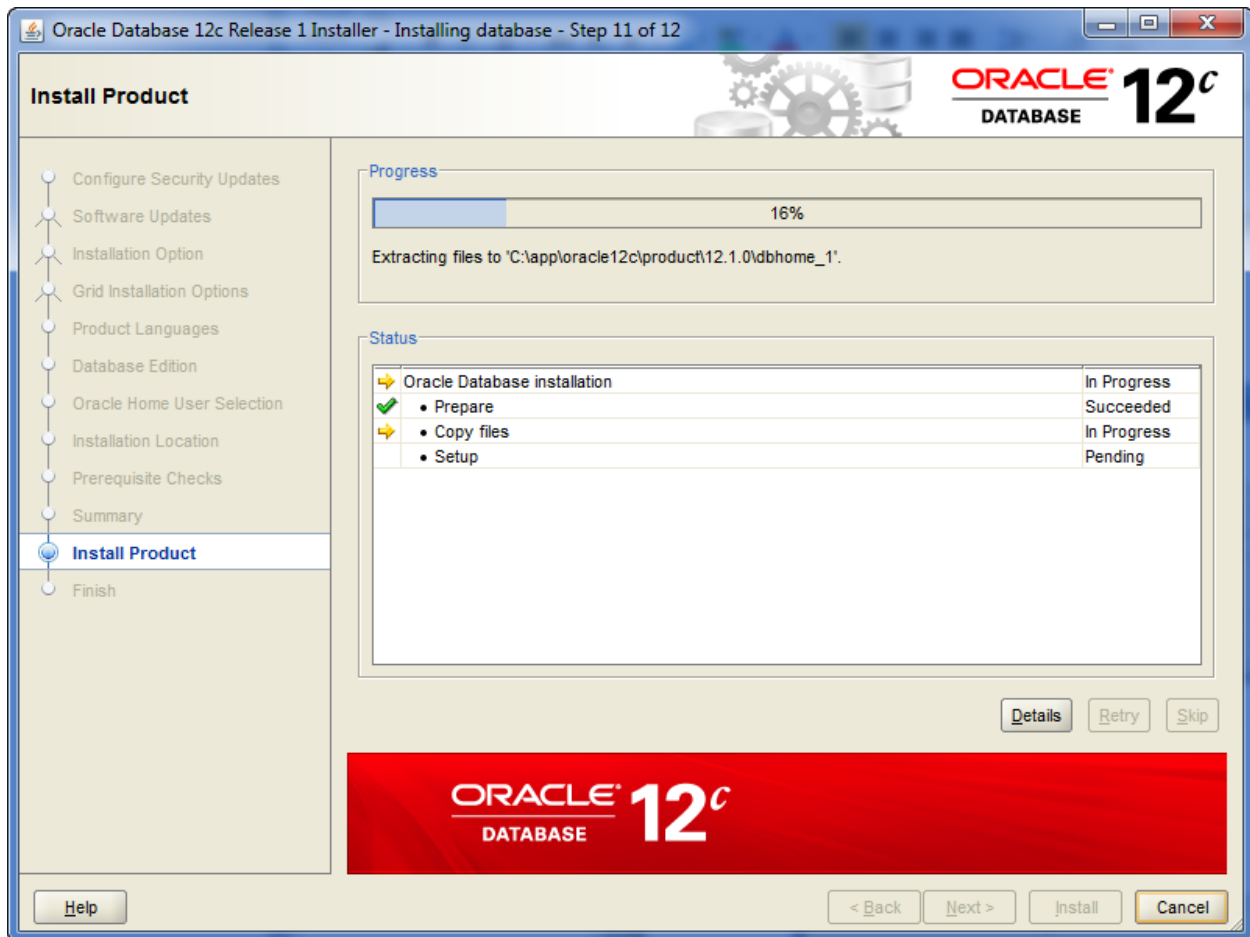 Oracle Database 12c Release 1 Installer - Installing database - Step 11 of 12
Install Product
ORACLE®
DATABASE
12c
Configure Security Updates
Software Updates
Installation Option
Grid Installation Options
Product Languages
Database Edition
Oracle Home User Selection
Installation Location
Prerequisite Checks
Summary
Install Product
Finish
Progress
16%
Extracting files to 'C:\app\oracle12c\product\12.1.0\dbhome_1'.
Status
Oracle Database installation In Progress
• Prepare Succeeded
• Copy files In Progress
• Setup Pending
Details Retry Skip
ORACLE®
DATABASE
12c
Help < Back Next > Install Cancel